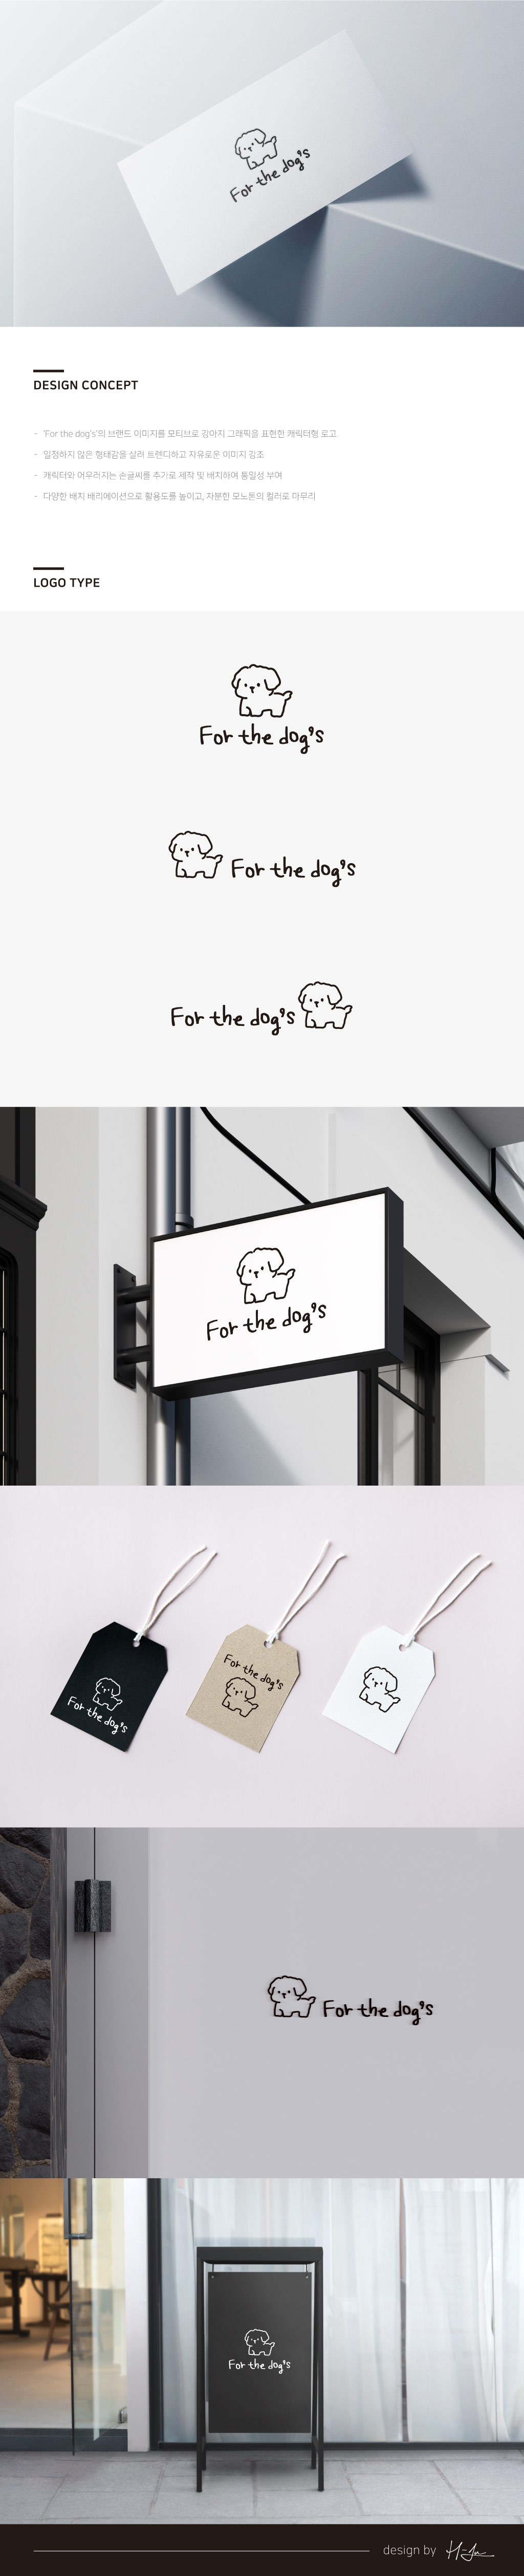 For the dog's
DESIGN CONCEPT
- 'For the dog's'의 브랜드 이미지를 모티브로 강아지 그래픽을 표현한 캐릭터형 로고
- 일정하지 않은 형태감을 살려 트렌디하고 자유로운 이미지 강조
- 캐릭터와 어우러지는 손글씨를 추가로 제작 및 배치하여 통일성 부여
- 다양한 배치 배리에이션으로 활용도를 높이고, 차분한 모노톤의 컬러로 마무리
LOGO TYPE
For the dog's
For the dog's
For the dog's
For the dog's
For the dog's
For the dog's
For the dog's
For the dog's
design by